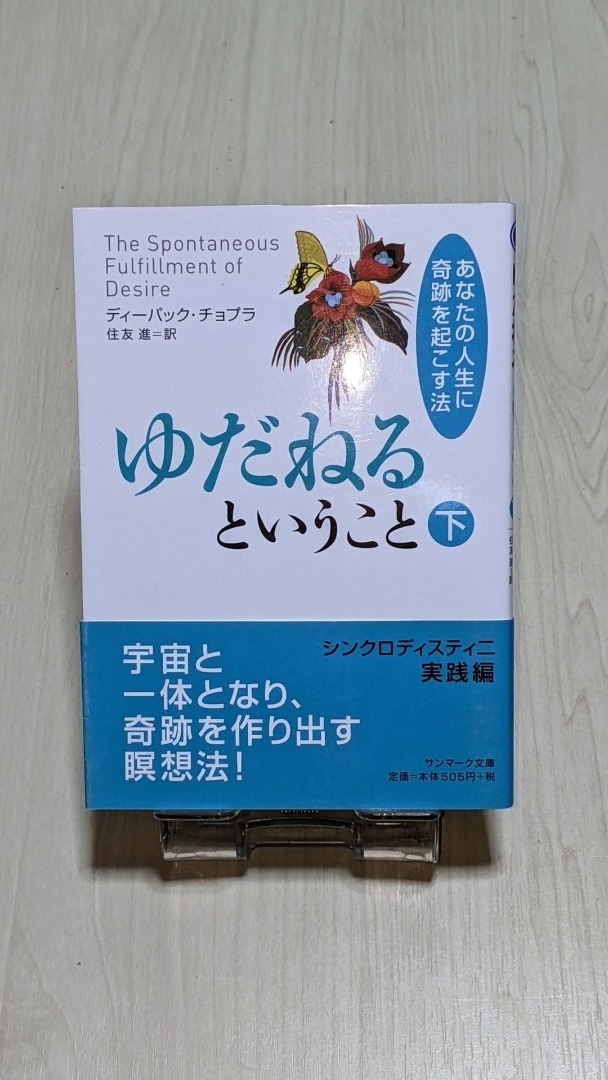 The Spontaneous
Fulfillment of
Desire
ディーパック・チョプラ
住友 進＝訳
あなたの人生に
奇跡を起こす法
ゆだねる
ということ 下
シンクロディスティニ
実践編
宇宙と
一体となり、
奇跡を作り出す
瞑想法！
サンマーク文庫
定価＝本体505円＋税